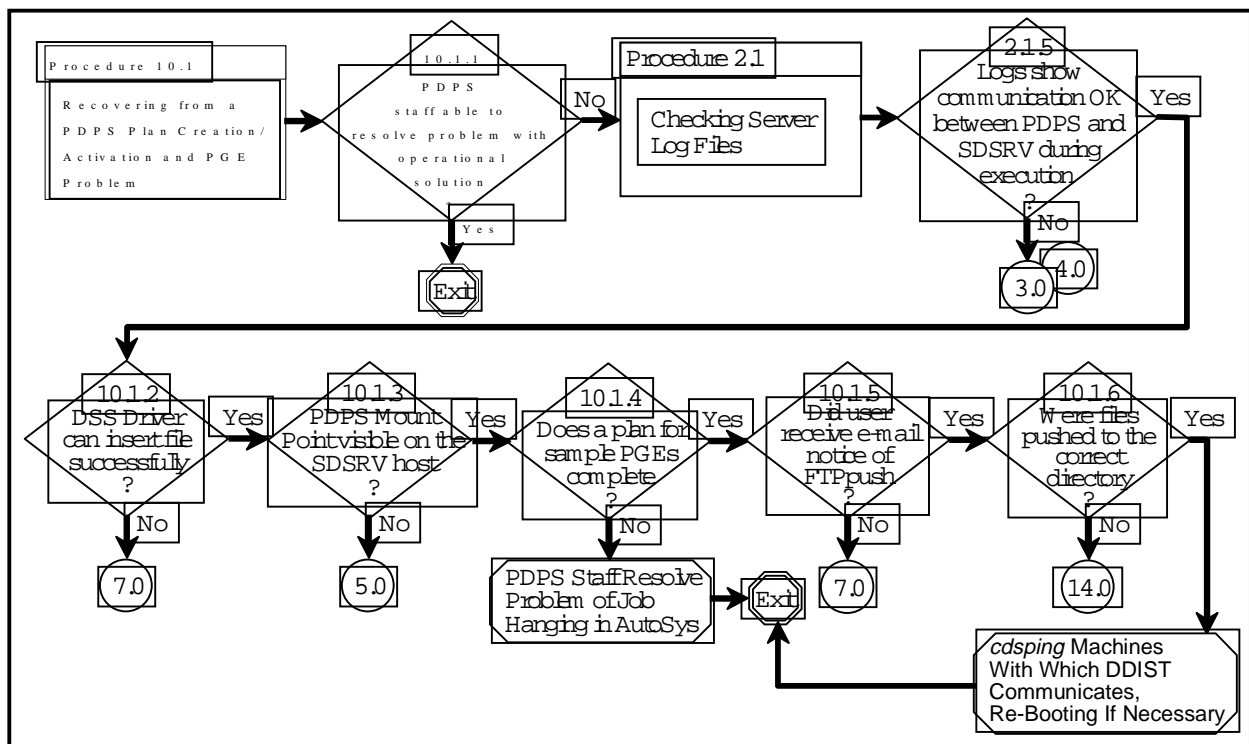 Procedure 10.1
Recovering from a
PDPS Plan Creation/
Activation and PGE
Problem
10.1.1
PDPS
staff able to
resolve problem with
operational
solution
?
No
Yes
Exit
Procedure 2.1
Checking Server
Log Files
2.1.5
Logs show
communication OK
between PDPS and
SDSRV during
execution
?
Yes
No
4.0
3.0
10.1.2
DSS Driver
can insert file
successfully
?
Yes
No
7.0
10.1.3
PDPS Mount
Point visible on the
SDSRV host
?
Yes
No
5.0
10.1.4
Does a plan for
sample PGEs
complete
?
Yes
No
PDPS Staff Resolve
Problem of Job
Hanging in AutoSys
Exit
10.1.5
Did user
receive e-mail
notice of
FTP push
?
Yes
No
7.0
10.1.6
Were files
pushed to the
correct
directory
?
Yes
No
14.0
cdsping Machines
With Which DDIST
Communicates,
Re-Booting If Necessary